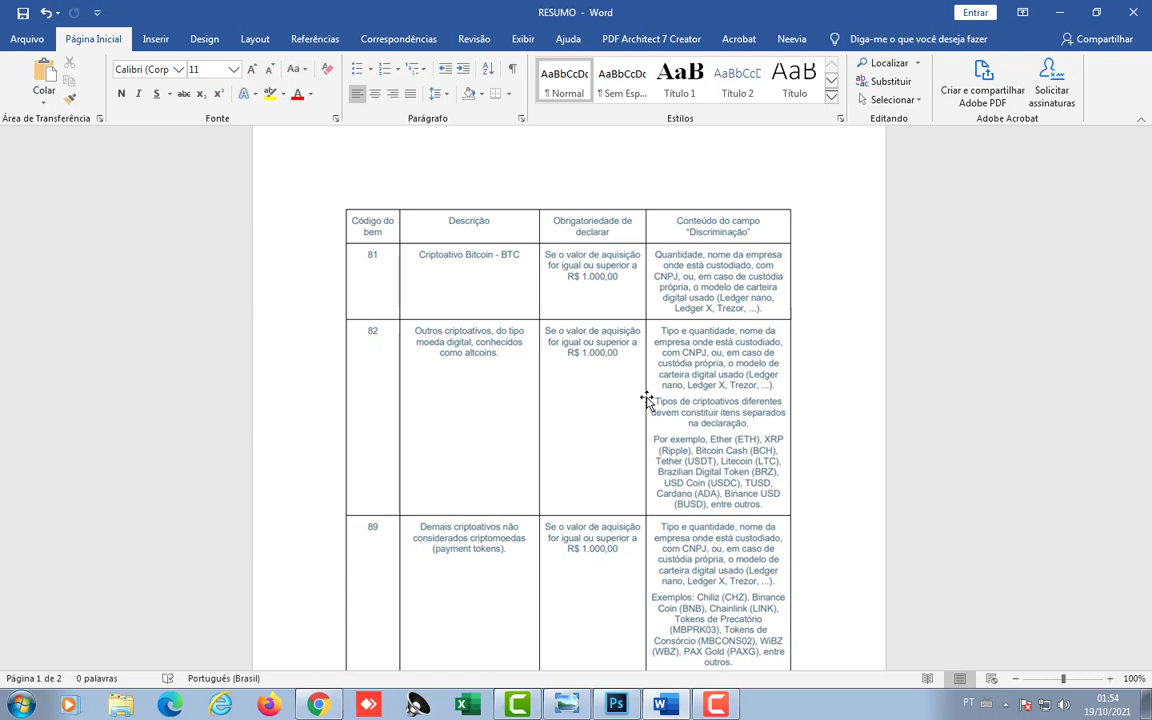 RESUMO - Word
Entrar
Arquivo Página Inicial Inserir Design Layout Referências Correspondências Revisão Exibir Ajuda PDF Architect 7 Creator Acrobat Neevia Diga-me o que você deseja fazer Compartilhar
Colar
Calibri (Corp 11 Aa
N I S abc x₂ x² A A
AaBbCcDc AaBbCcDc AaB AaBbCcD AaB
¶ Normal ¶ Sem Esp... Título 1 Título 2 Título
Localizar
Substituir
Selecionar
Criar e compartilhar Adobe PDF
Solicitar assinaturas
Área de Transferência Fonte Parágrafo Estilos Editando Adobe Acrobat
Código do bem
Descrição
Obrigatoriedade de declarar
Conteúdo do campo
“Discriminação”
81
Criptoativo Bitcoin - BTC
Se o valor de aquisição
for igual ou superior a
R$ 1.000,00
Quantidade, nome da empresa
onde está custodiado, com
CNPJ, ou, em caso de custódia
própria, o modelo de carteira
digital usado (Ledger nano,
Ledger X, Trezor, ...).
82
Outros criptoativos, do tipo
moeda digital, conhecidos
como altcoins.
Se o valor de aquisição
for igual ou superior a
R$ 1.000,00
Tipo e quantidade, nome da
empresa onde está custodiado,
com CNPJ, ou, em caso de
custódia própria, o modelo de
carteira digital usado (Ledger
nano, Ledger X, Trezor, ...).
Tipos de criptoativos diferentes
devem constituir itens separados
na declaração.
Por exemplo, Ether (ETH), XRP
(Ripple), Bitcoin Cash (BCH),
Tether (USDT), Litecoin (LTC),
Brazilian Digital Token (BRZ),
USD Coin (USDC), TUSD,
Cardano (ADA), Binance USD
(BUSD), entre outros.
89
Demais criptoativos não
considerados criptomoedas
(payment tokens).
Se o valor de aquisição
for igual ou superior a
R$ 1.000,00
Tipo e quantidade, nome da
empresa onde está custodiado,
com CNPJ, ou, em caso de
custódia própria, o modelo de
carteira digital usado (Ledger
nano, Ledger X, Trezor, ...).
Exemplos: Chiliz (CHZ), Binance
Coin (BNB), Chainlink (LINK),
Tokens de Precatório
(MBPRK03), Tokens de
Consórcio (MBCONS02), WiBZ
(WBZ), PAX Gold (PAXG), entre
outros.
Página 1 de 2 0 palavras Português (Brasil) 100%
Ps
PT
01:54
19/10/2021